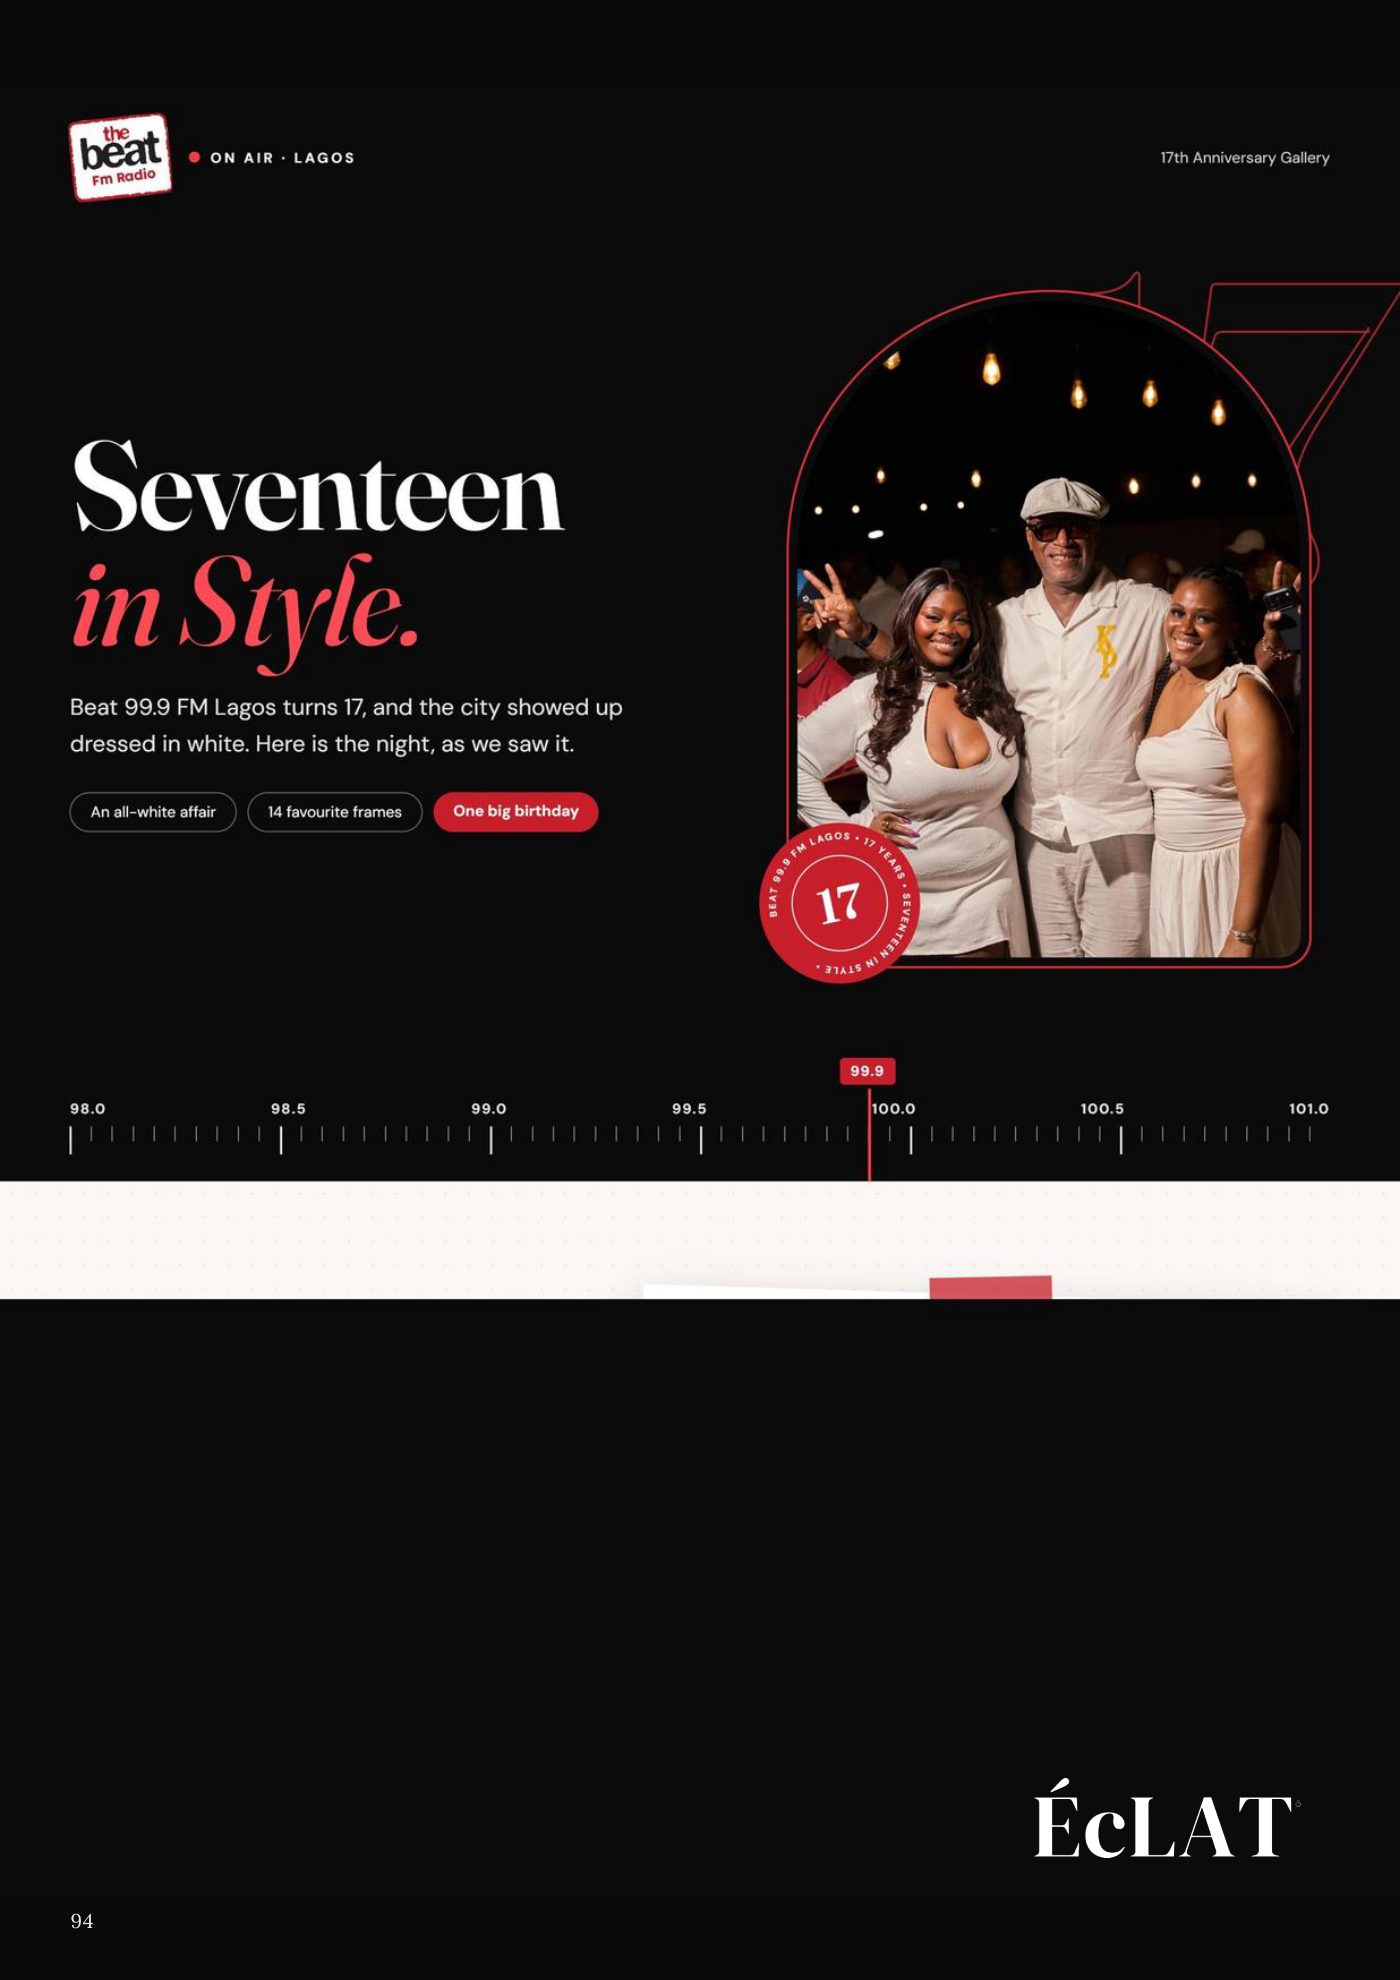 the
beat
Fm Radio
ON AIR · LAGOS
17th Anniversary Gallery
17
Seventeen
in Style.
Beat 99.9 FM Lagos turns 17, and the city showed up
dressed in white. Here is the night, as we saw it.
An all-white affair
14 favourite frames
One big birthday
KP
BEAT 99.9 FM LAGOS • 17 YEARS • SEVENTEEN IN STYLE •
17
99.9
98.0 98.5 99.0 99.5 100.0 100.5 101.0
ÉcLAT
94